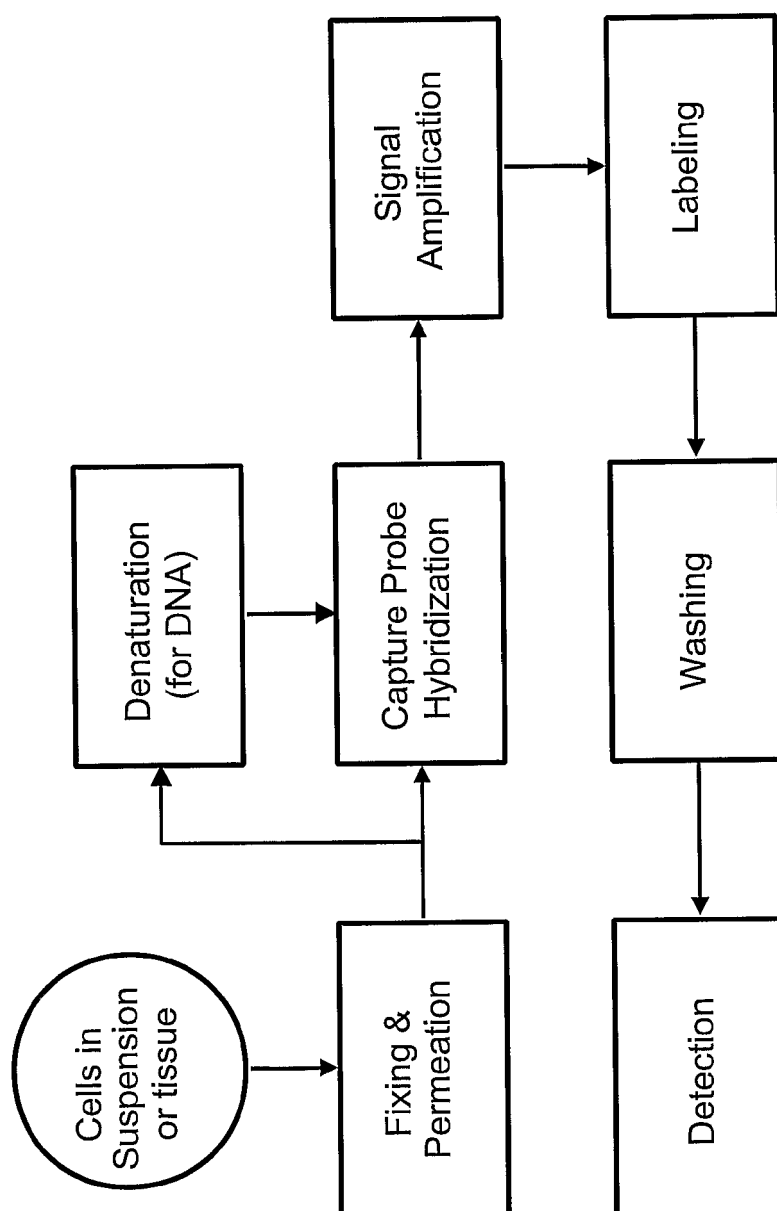 Cells in
Suspension
or tissue
Fixing &
Permeation
Denaturation
(for DNA)
Capture Probe
Hybridization
Signal
Amplification
Labeling
Washing
Detection